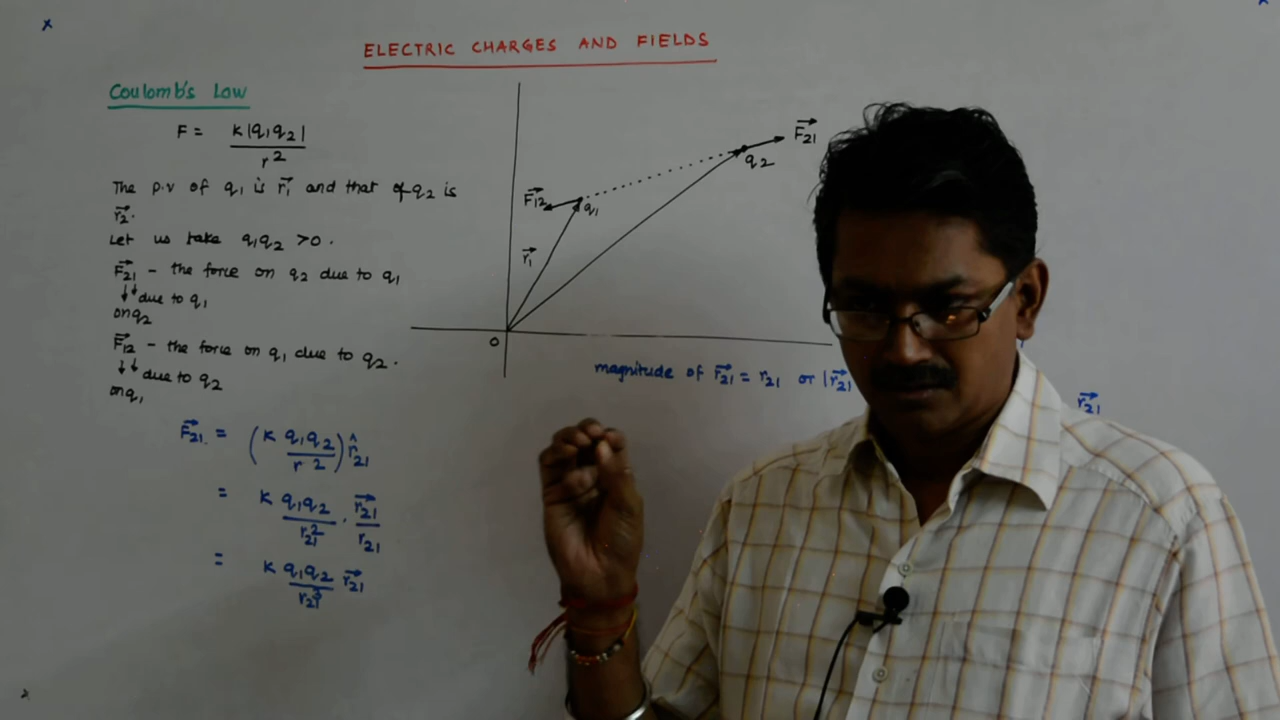 ELECTRIC CHARGES AND FIELDS
Coulomb's Law
F = k|q₁q₂| / r²
The p.v of q₁ is r₁⃗ and that of q₂ is
r₂⃗.
Let us take q₁q₂ >0.
F₂₁⃗ - the force on q₂ due to q₁
↓↓ due to q₁
on q₂
F₁₂⃗ - the force on q₁ due to q₂.
↓↓ due to q₂
on q₁
F₂₁⃗ = (k q₁q₂ / r²) r̂₂₁
= k q₁q₂ / r₂₁² . r₂₁⃗ / r₂₁
= k q₁q₂ / r₂₁³ r₂₁⃗
F₂₁⃗
q₂
F₁₂⃗
q₁
r₁⃗
O
magnitude of r₂₁⃗ = r₂₁ or |r₂₁⃗
r₂₁⃗